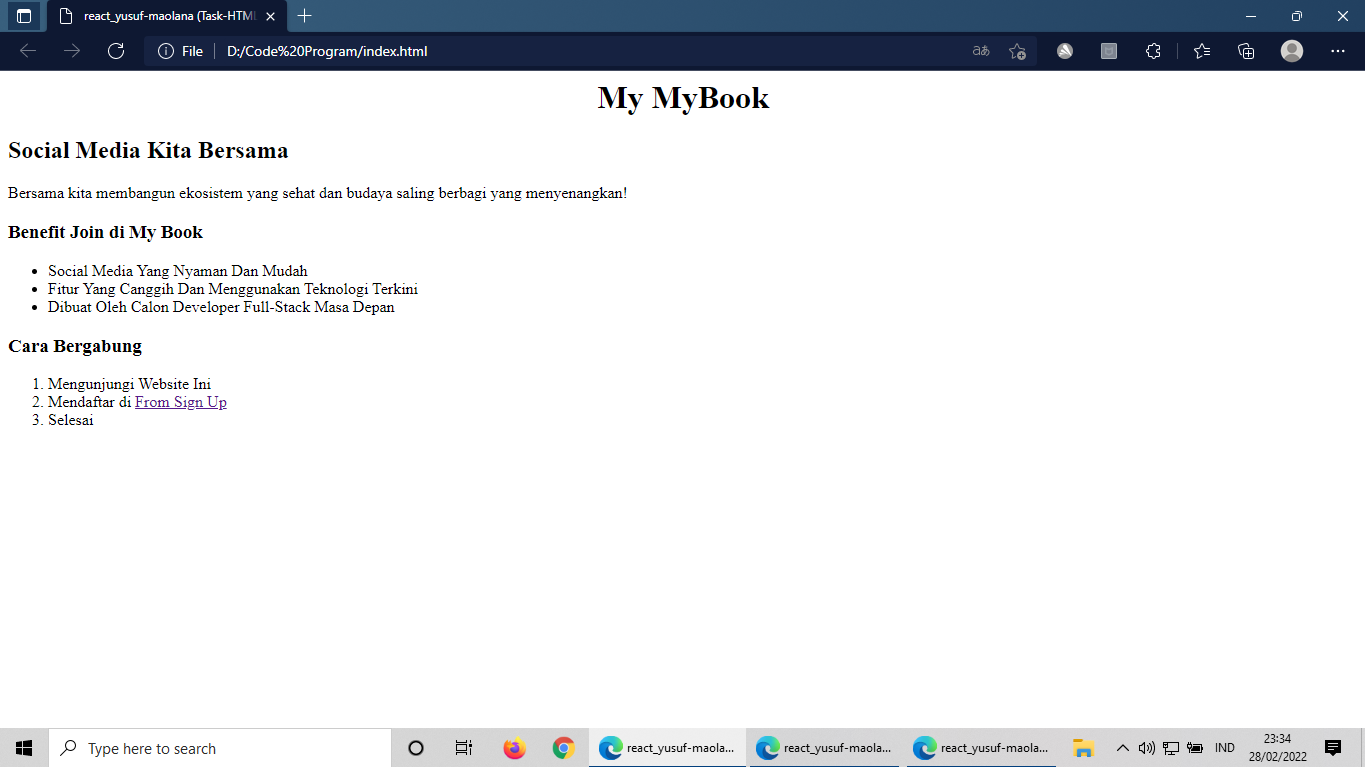 react_yusuf-maolana (Task-HTML
File
D:/Code%20Program/index.html
My MyBook
Social Media Kita Bersama
Bersama kita membangun ekosistem yang sehat dan budaya saling berbagi yang menyenangkan!
Benefit Join di My Book
• Social Media Yang Nyaman Dan Mudah
• Fitur Yang Canggih Dan Menggunakan Teknologi Terkini
• Dibuat Oleh Calon Developer Full-Stack Masa Depan
Cara Bergabung
1. Mengunjungi Website Ini
2. Mendaftar di From Sign Up
3. Selesai
Type here to search
react_yusuf-maola...
react_yusuf-maola...
react_yusuf-maola...
IND
23:34
28/02/2022